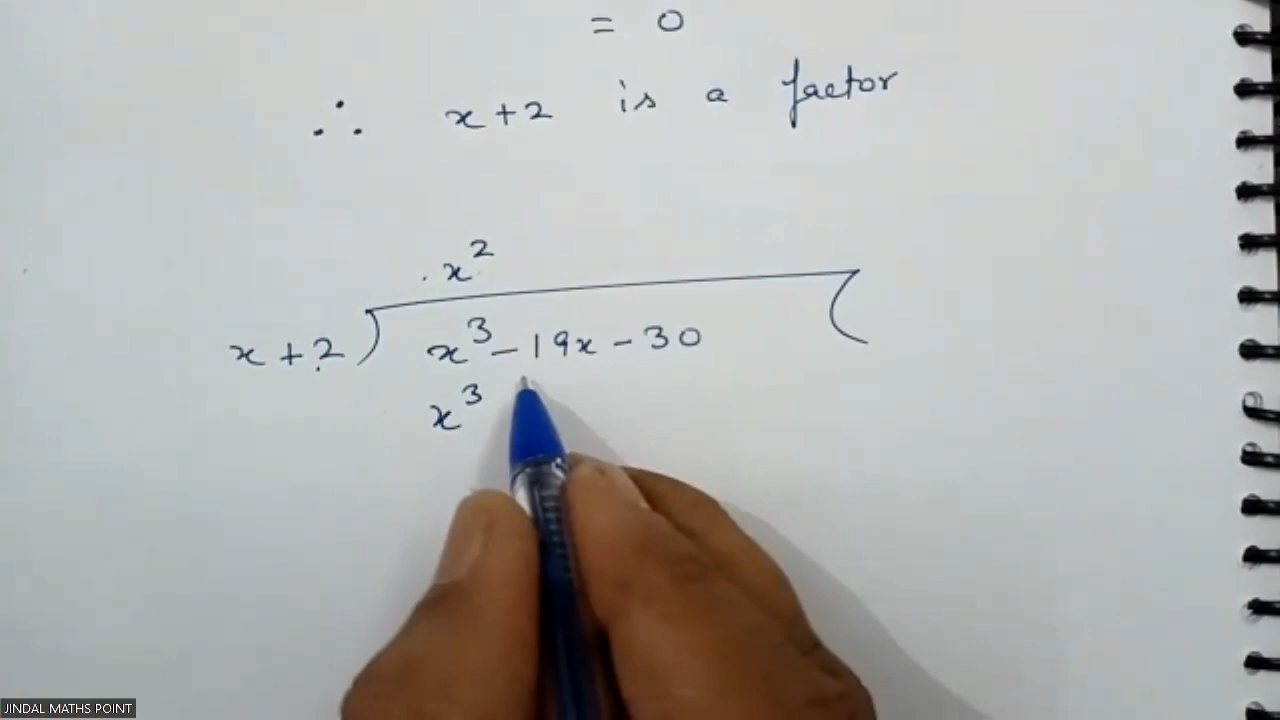 = 0
∴ x+2 is a factor
x²
x+2 ) x³-19x-30 (
x³
JINDAL MATHS POINT